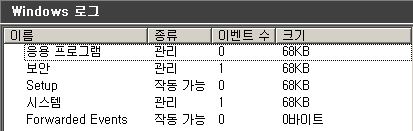 Windows 로그
이름 종류 이벤트 수 크기
응용 프로그램 관리 0 68KB
보안 관리 1 68KB
Setup 작동 가능 0 68KB
시스템 관리 1 68KB
Forwarded Events 작동 가능 0 0바이트